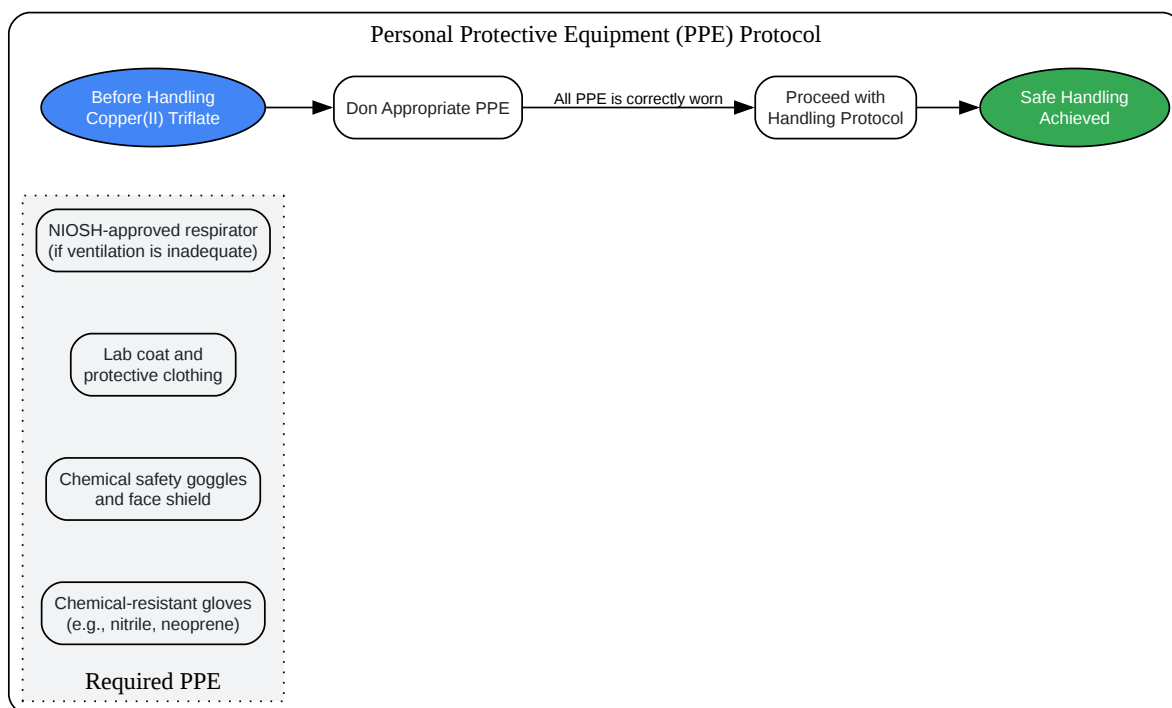 Personal Protective Equipment (PPE) Protocol
Before Handling
Copper(II) Triflate
Don Appropriate PPE
All PPE is correctly worn
Proceed with
Handling Protocol
Safe Handling
Achieved
NIOSH-approved respirator
(if ventilation is inadequate)
Lab coat and
protective clothing
Chemical safety goggles
and face shield
Chemical-resistant gloves
(e.g., nitrile, neoprene)
Required PPE